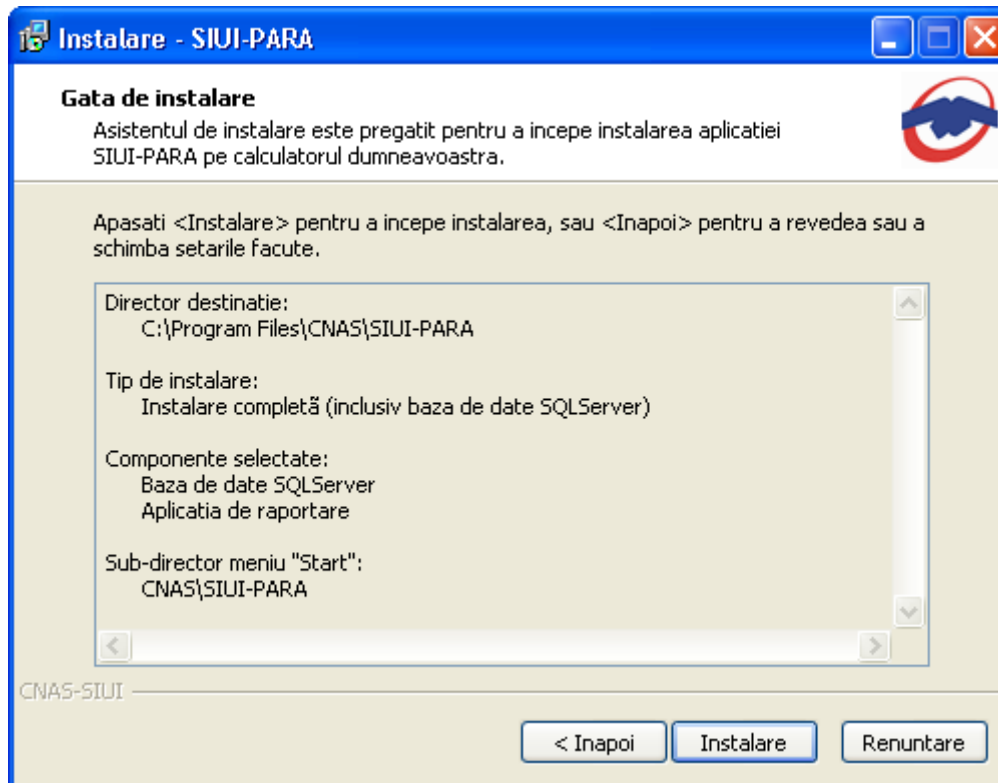 Instalare - SIUI-PARA
Gata de instalare
Asistentul de instalare este pregatit pentru a incepe instalarea aplicatiei
SIUI-PARA pe calculatorul dumneavoastra.
Apasati <Instalare> pentru a incepe instalarea, sau <Inapoi> pentru a revedea sau a
schimba setarile facute.
Director destinatie:
C:\Program Files\CNAS\SIUI-PARA
Tip de instalare:
Instalare completã (inclusiv baza de date SQLServer)
Componente selectate:
Baza de date SQLServer
Aplicatia de raportare
Sub-director meniu "Start":
CNAS\SIUI-PARA
CNAS-SIUI
< Inapoi
Instalare
Renuntare